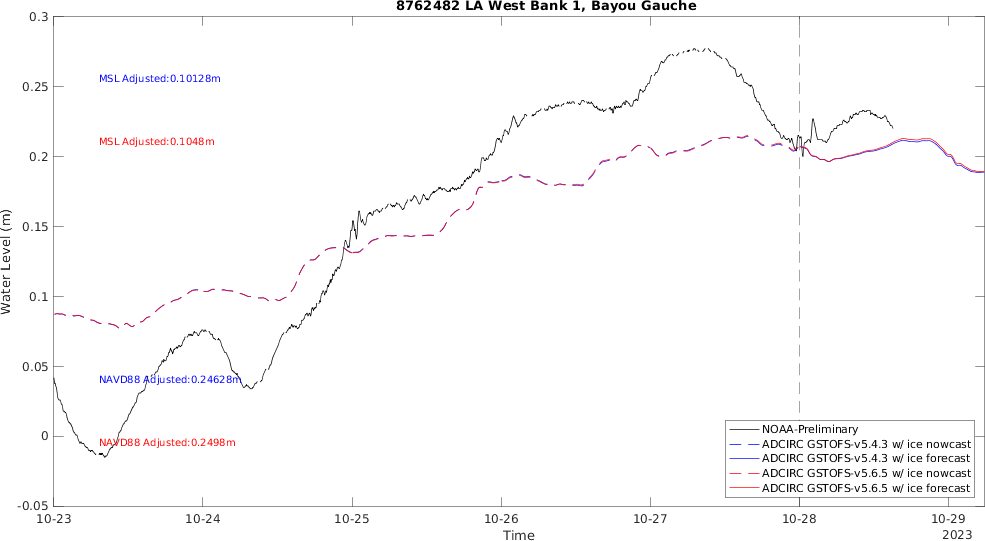 8762482 LA West Bank 1, Bayou Gauche
0.3
MSL Adjusted:0.10128m
0.25
MSL Adjusted:0.1048m
0.2
Water Level (m)
0.15
0.1
0.05
NAVD88 Adjusted:0.24628m
0
NAVD88 Adjusted:0.2498m
-0.05
NOAA-Preliminary
ADCIRC GSTOFS-v5.4.3 w/ ice nowcast
ADCIRC GSTOFS-v5.4.3 w/ ice forecast
ADCIRC GSTOFS-v5.6.5 w/ ice nowcast
ADCIRC GSTOFS-v5.6.5 w/ ice forecast
10-23 10-24 10-25 10-26 10-27 10-28 10-29
Time 2023